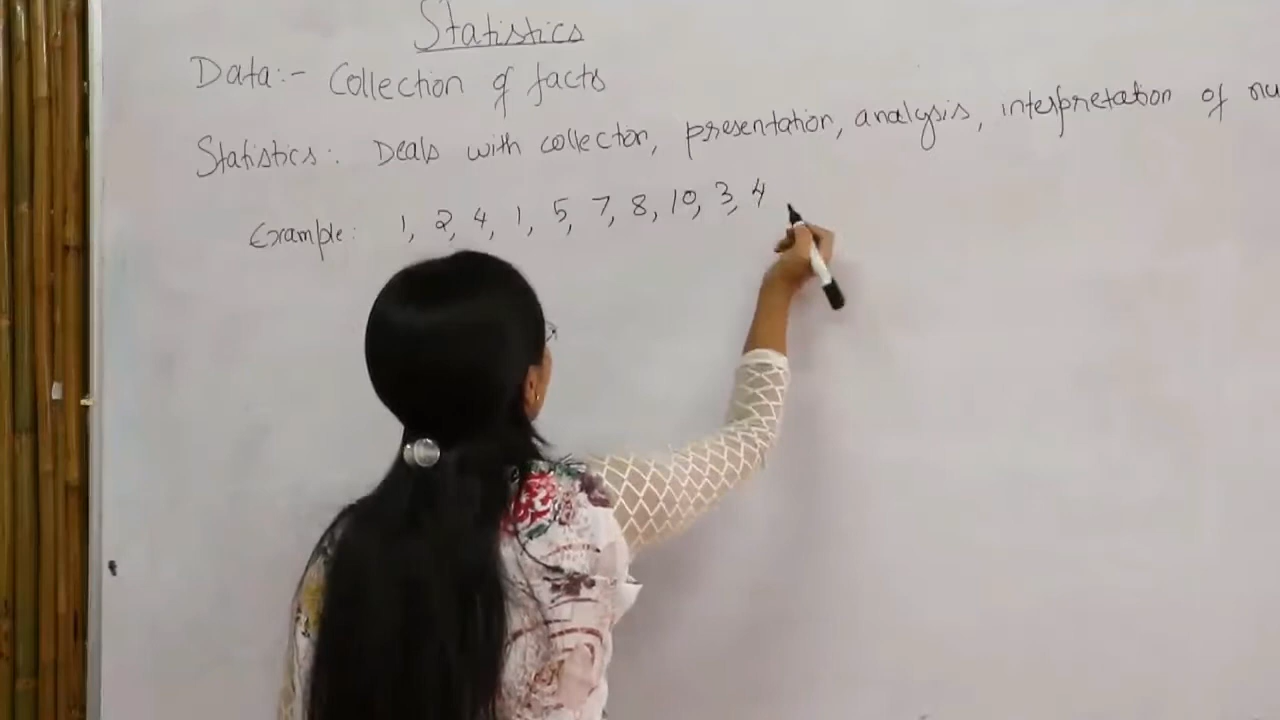 Statistics
Data:- Collection of facts
Statistics: Deals with collection, presentation, analysis, interpretation of nu
Example: 1, 2, 4, 1, 5, 7, 8, 10, 3, 4